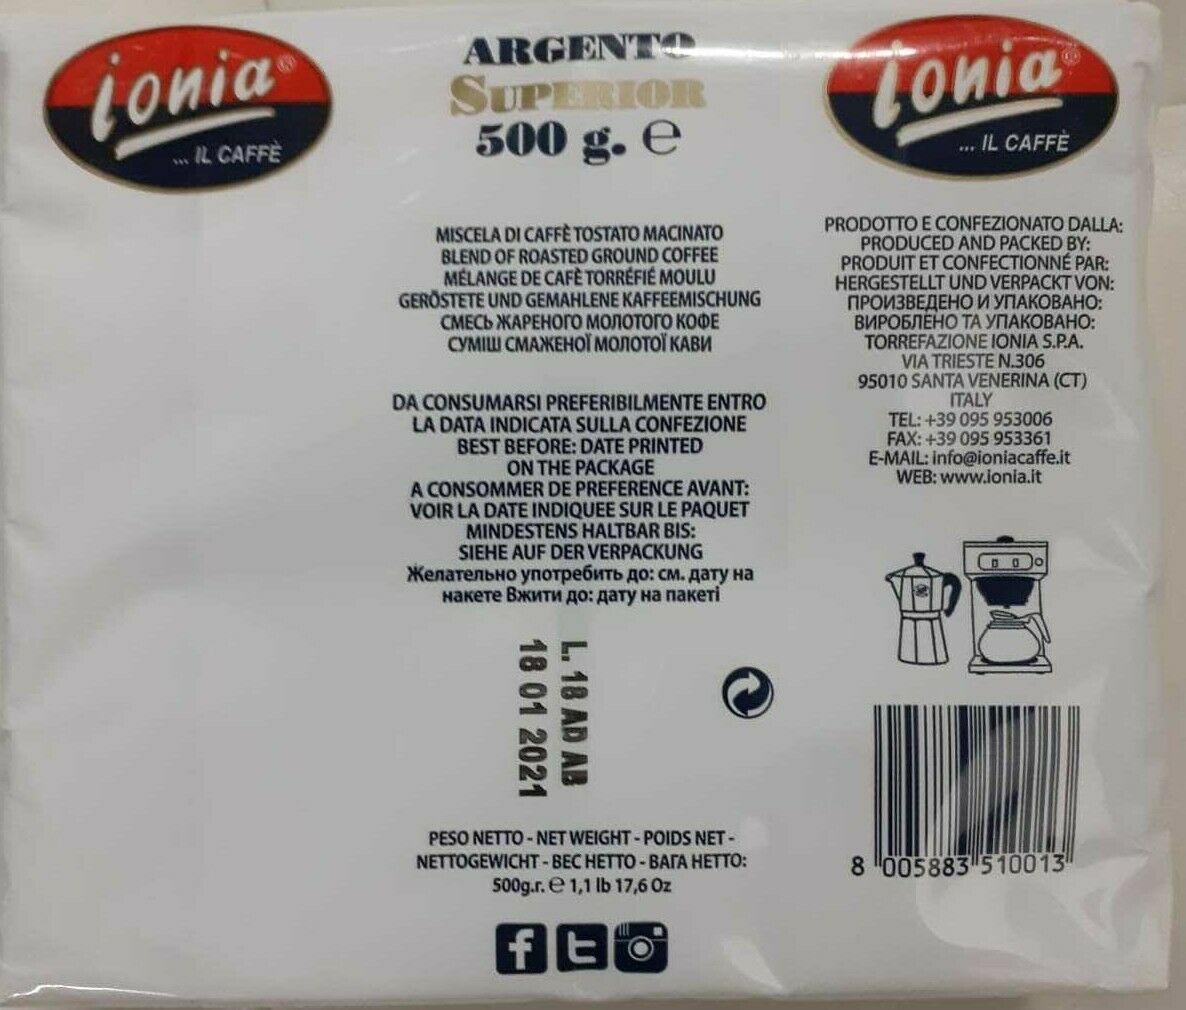 ionia®
... IL CAFFÈ
ARGENTO
SUPERIOR
500 g. ℮
ionia®
... IL CAFFÈ
MISCELA DI CAFFÈ TOSTATO MACINATO
BLEND OF ROASTED GROUND COFFEE
MÉLANGE DE CAFÈ TORRÉFIÉ MOULU
GERÖSTETE UND GEMAHLENE KAFFEEMISCHUNG
СМЕСЬ ЖАРЕНОГО МОЛОТОГО КОФЕ
СУМІШ СМАЖЕНОЇ МОЛОТОЇ КАВИ
DA CONSUMARSI PREFERIBILMENTE ENTRO
LA DATA INDICATA SULLA CONFEZIONE
BEST BEFORE: DATE PRINTED
ON THE PACKAGE
A CONSOMMER DE PREFERENCE AVANT:
VOIR LA DATE INDIQUEE SUR LE PAQUET
MINDESTENS HALTBAR BIS:
SIEHE AUF DER VERPACKUNG
Желательно употребить до: см. дату на
накете Вжити до: дату на пакеті
L. 18 AD AB
18 01 2021
PESO NETTO - NET WEIGHT - POIDS NET -
NETTOGEWICHT - ВЕС НЕТТО - ВАГА НЕТТО:
500g.r. ℮ 1,1 lb 17,6 Oz
PRODOTTO E CONFEZIONATO DALLA:
PRODUCED AND PACKED BY:
PRODUIT ET CONFECTIONNÉ PAR:
HERGESTELLT UND VERPACKT VON:
ПРОИЗВЕДЕНО И УПАКОВАНО:
ВИРОБЛЕНО ТА УПАКОВАНО:
TORREFAZIONE IONIA S.P.A.
VIA TRIESTE N.306
95010 SANTA VENERINA (CT)
ITALY
TEL: +39 095 953006
FAX: +39 095 953361
E-MAIL: info@ioniacaffe.it
WEB: www.ionia.it
8 005883 510013